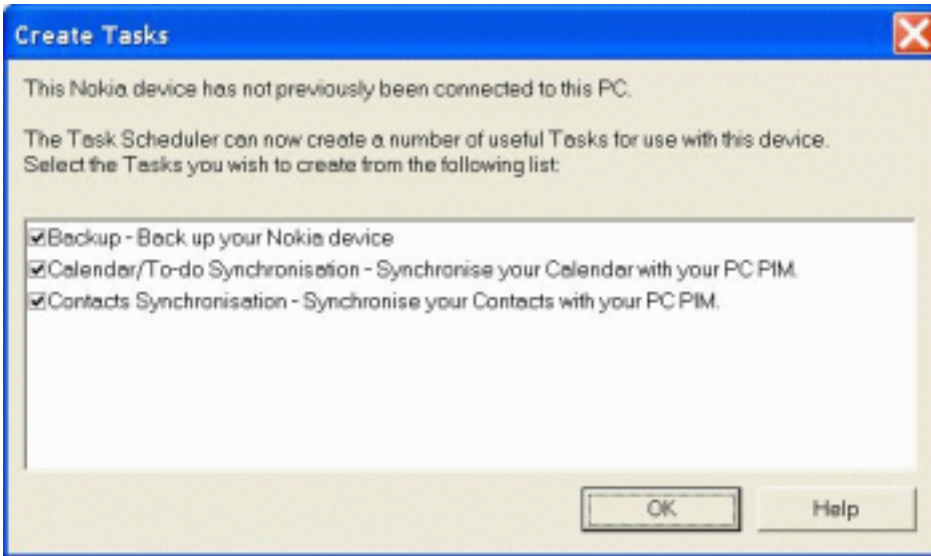 Create Tasks
This Nokia device has not previously been connected to this PC.
The Task Scheduler can now create a number of useful Tasks for use with this device.
Select the Tasks you wish to create from the following list:
Backup - Back up your Nokia device
Calendar/To-do Synchronisation - Synchronise your Calendar with your PC PIM.
Contacts Synchronisation - Synchronise your Contacts with your PC PIM.
OK
Help